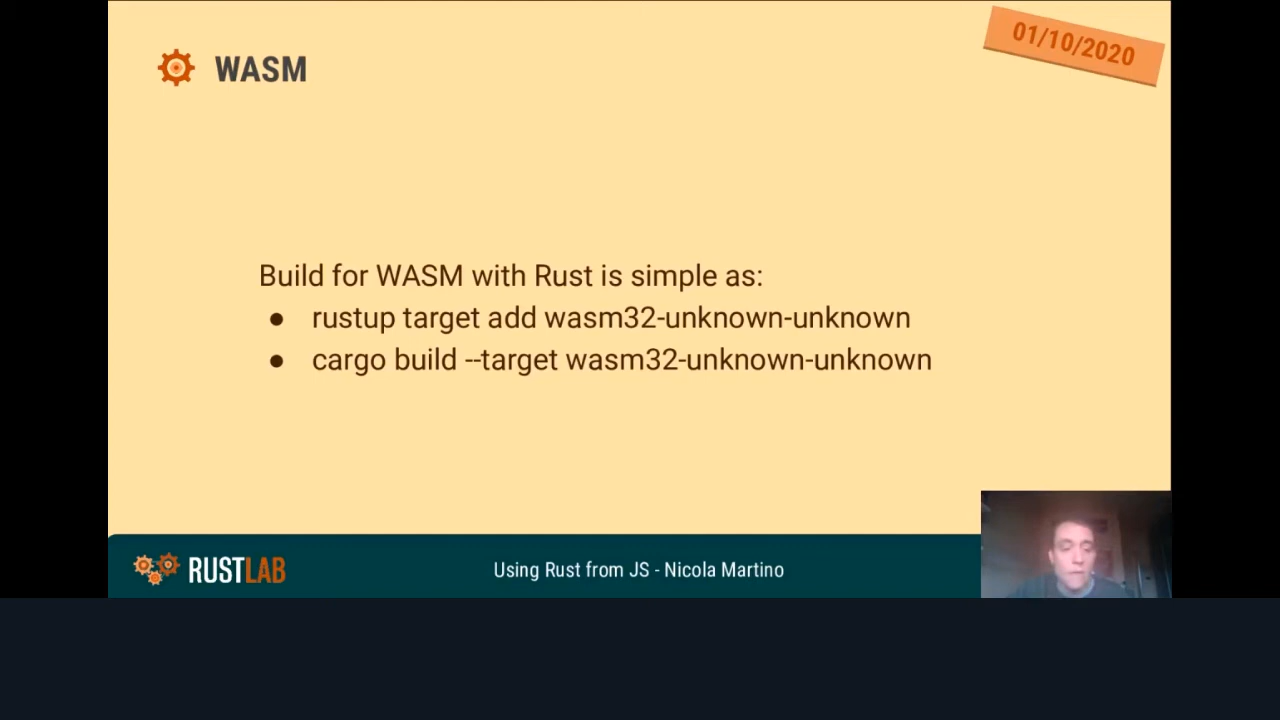 01/10/2020
WASM
Build for WASM with Rust is simple as:
● rustup target add wasm32-unknown-unknown
● cargo build --target wasm32-unknown-unknown
RUSTLAB
Using Rust from JS - Nicola Martino